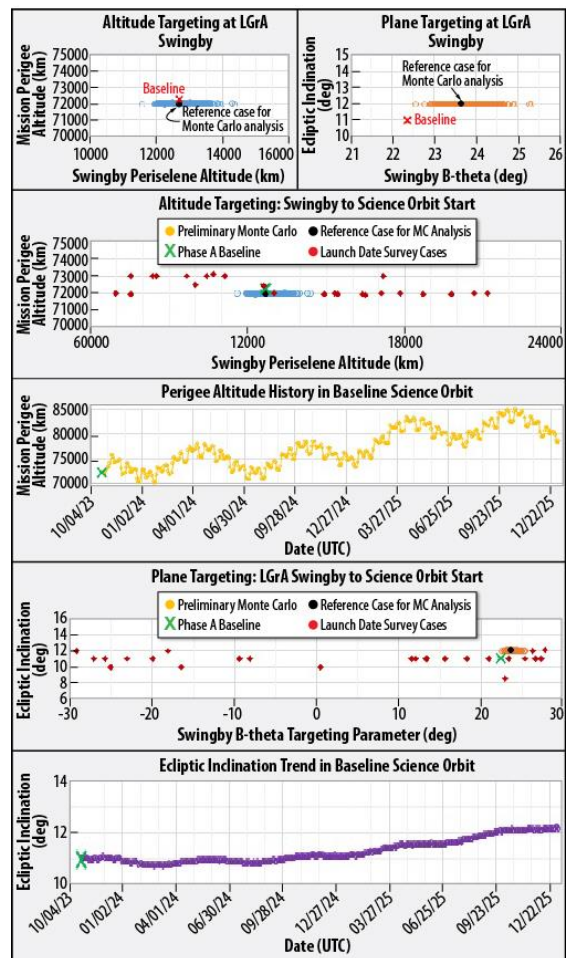 Altitude Targeting at LGrA
Swingby
Mission Perigee
Altitude (km)
75000
74000
73000
72000
71000
70000
Baseline
Reference case for
Monte Carlo analysis
10000
12000
14000
16000
Swingby Periselene Altitude (km)
Plane Targeting at LGrA
Swingby
Ecliptic Inclination
(deg)
15
14
13
12
11
10
Reference case for
Monte Carlo analysis
Baseline
21
22
23
24
25
26
Swingby B-theta (deg)
Altitude Targeting: Swingby to Science Orbit Start
Preliminary Monte Carlo
Reference Case for MC Analysis
Phase A Baseline
Launch Date Survey Cases
Mission Perigee
Altitude (km)
75000
74000
73000
72000
71000
70000
60000
12000
18000
24000
Swingby Periselene Altitude (km)
Perigee Altitude History in Baseline Science Orbit
Mission Perigee
Altitude (km)
85000
80000
75000
70000
10/04/23
01/02/24
04/01/24
06/30/24
09/28/24
12/27/24
03/27/25
06/25/25
09/23/25
12/22/25
Date (UTC)
Plane Targeting: LGrA Swingby to Science Orbit Start
Preliminary Monte Carlo
Reference Case for MC Analysis
Phase A Baseline
Launch Date Survey Cases
Ecliptic Inclination
(deg)
16
14
12
10
8
6
-30
-20
-10
0
10
20
30
Swingby B-theta Targeting Parameter (deg)
Ecliptic Inclination Trend in Baseline Science Orbit
Ecliptic Inclination
(deg)
14
12
10
10/04/23
01/02/24
04/01/24
06/30/24
09/28/24
12/27/24
03/27/25
06/25/25
09/23/25
12/22/25
Date (UTC)